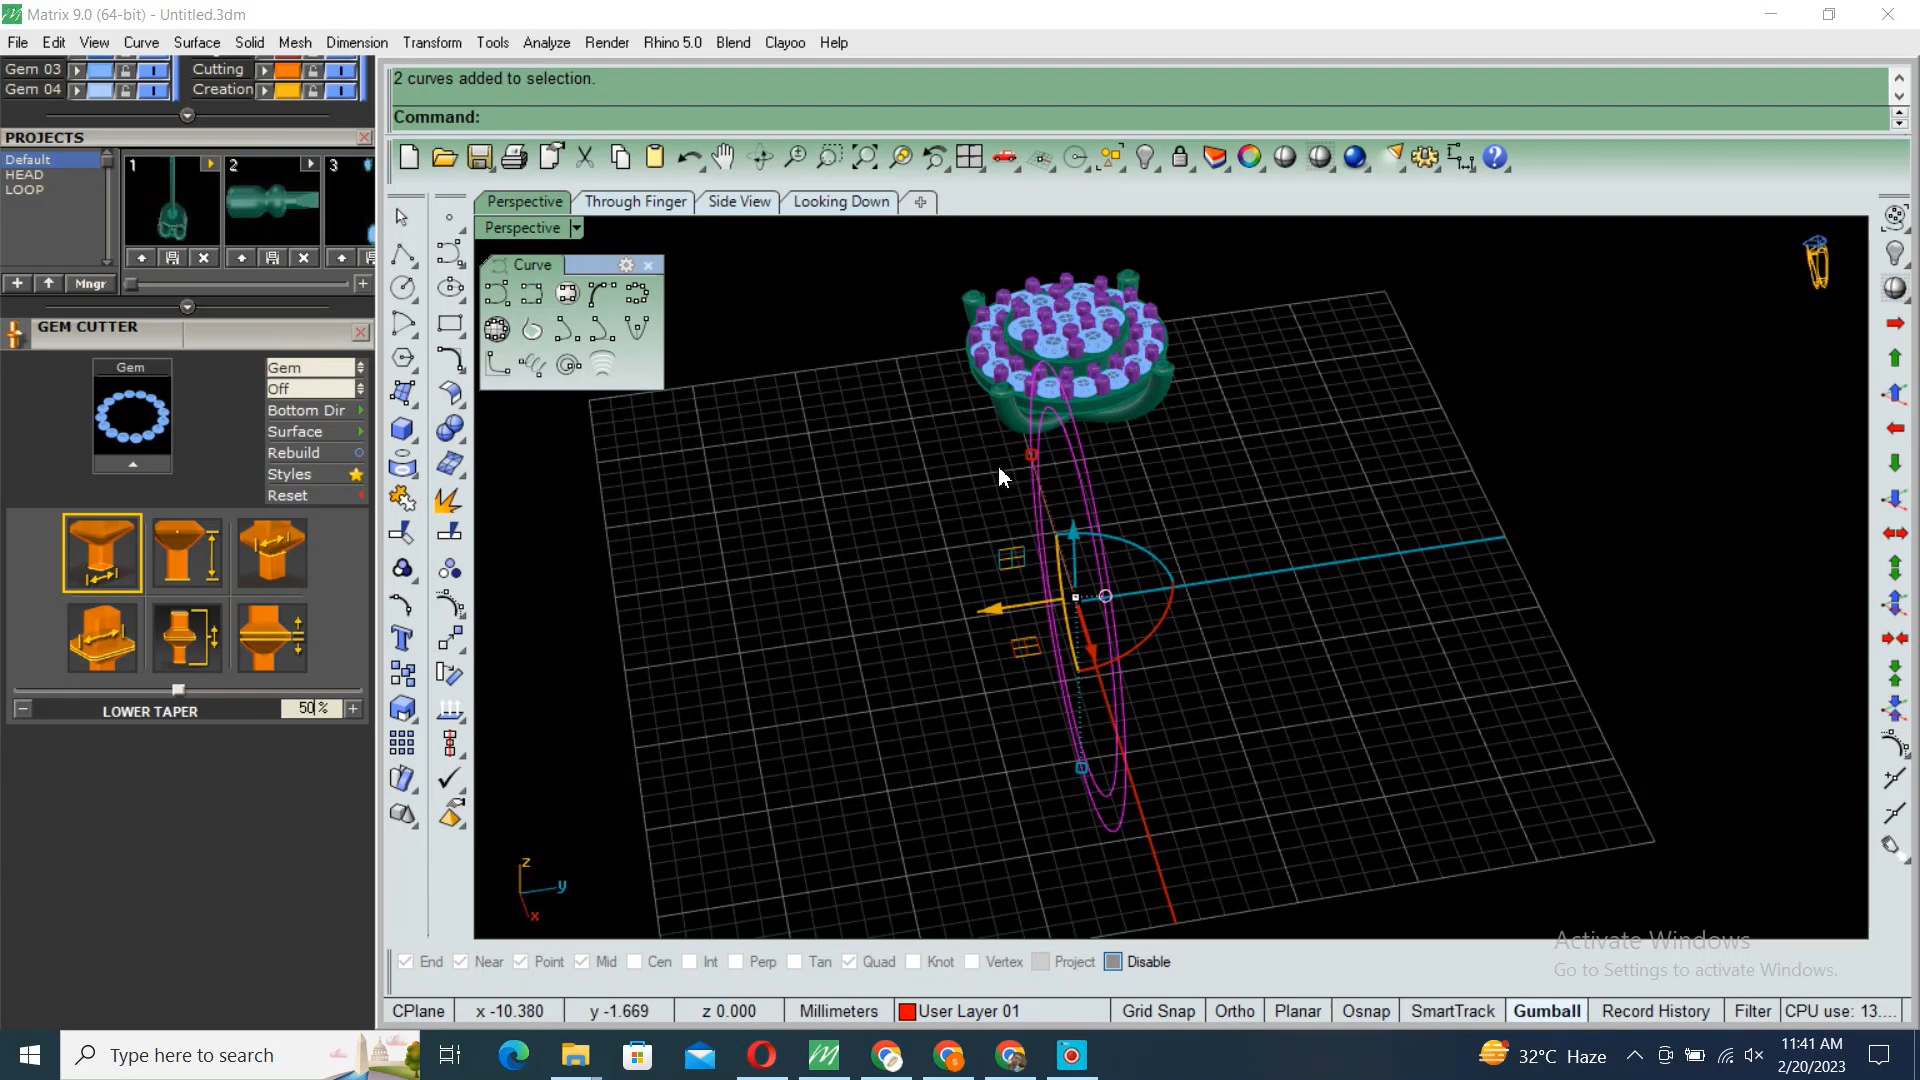 Matrix 9.0 (64-bit) - Untitled.3dm
File Edit View Curve Surface Solid Mesh Dimension Transform Tools Analyze Render Rhino 5.0 Blend Clayoo Help
Gem 03 Cutting
Gem 04 Creation
2 curves added to selection.
Command:
PROJECTS
Default
HEAD
LOOP
1 2 3
Mngr
GEM CUTTER
Gem
Gem
Off
Bottom Dir
Surface
Rebuild
Styles
Reset
LOWER TAPER 50%
Perspective Through Finger Side View Looking Down
Perspective
Curve
z
y
x
Activate Windows
Go to Settings to activate Windows.
End Near Point Mid Cen Int Perp Tan Quad Knot Vertex Project Disable
CPlane x -10.380 y -1.669 z 0.000 Millimeters User Layer 01 Grid Snap Ortho Planar Osnap SmartTrack Gumball Record History Filter CPU use: 13....
Type here to search
32°C Haze
11:41 AM
2/20/2023